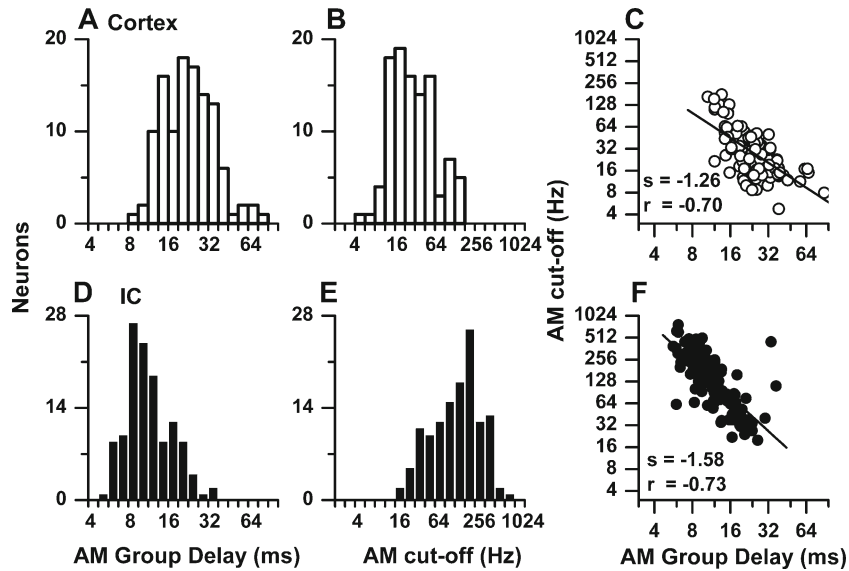 A Cortex
B
C
20
10
0
4 8 16 32 64
20
10
0
4 16 64 256 1024
1024
512
256
128
64
32
16
8
4
s = -1.26
r = -0.70
4 8 16 32 64
Neurons
AM cut-off (Hz)
D IC
E
F
28
14
0
4 8 16 32 64
AM Group Delay (ms)
28
14
0
16 64 256 1024
AM cut-off (Hz)
1024
512
256
128
64
32
16
8
4
s = -1.58
r = -0.73
4 8 16 32 64
AM Group Delay (ms)